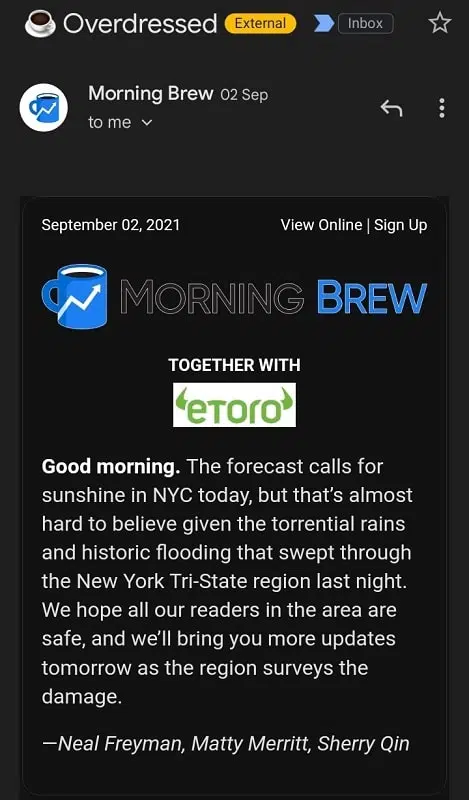 ☕ Overdressed External Inbox
Morning Brew 02 Sep
to me
September 02, 2021 View Online | Sign Up
MORNING BREW
TOGETHER WITH
eToro
Good morning. The forecast calls for
sunshine in NYC today, but that’s almost
hard to believe given the torrential rains
and historic flooding that swept through
the New York Tri-State region last night.
We hope all our readers in the area are
safe, and we’ll bring you more updates
tomorrow as the region surveys the
damage.
—Neal Freyman, Matty Merritt, Sherry Qin